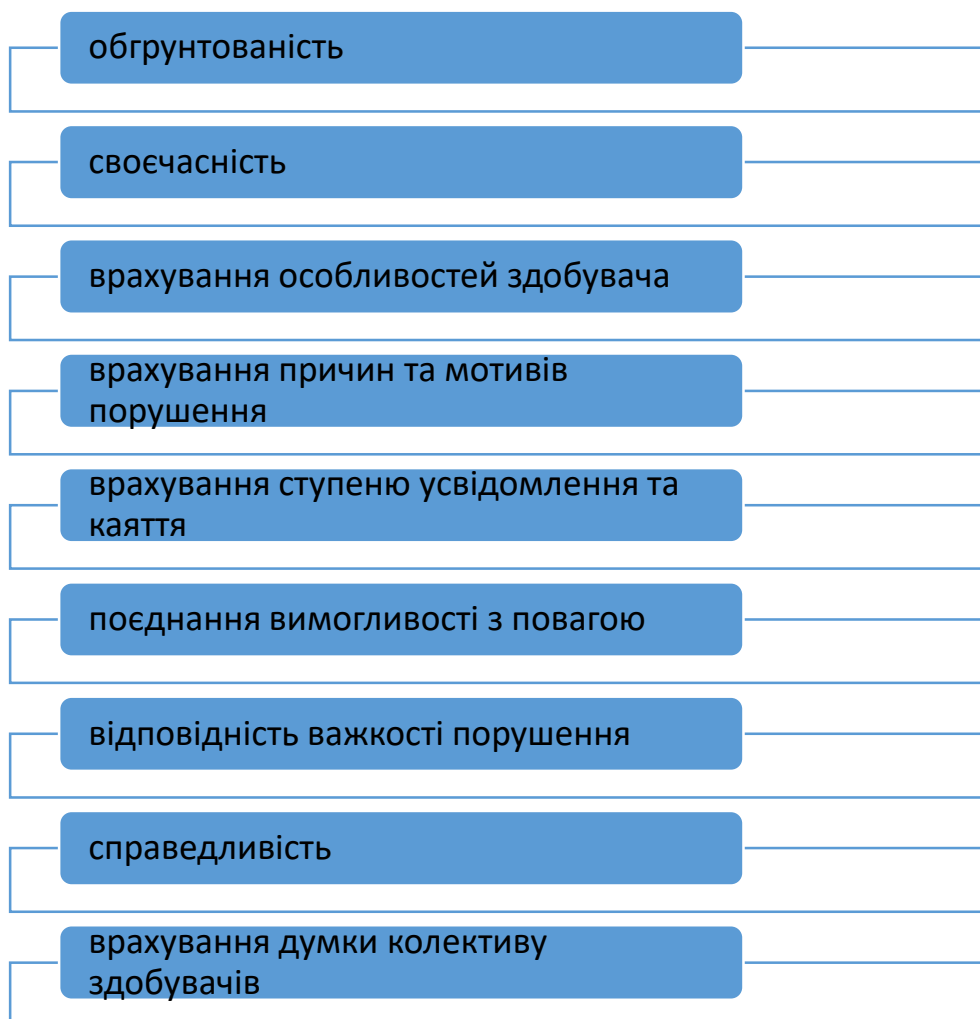 обгрунтованість
своєчасність
врахування особливостей здобувача
врахування причин та мотивів
порушення
врахування ступеню усвідомлення та
каяття
поєднання вимогливості з повагою
відповідність важкості порушення
справедливість
врахування думки колективу
здобувачів